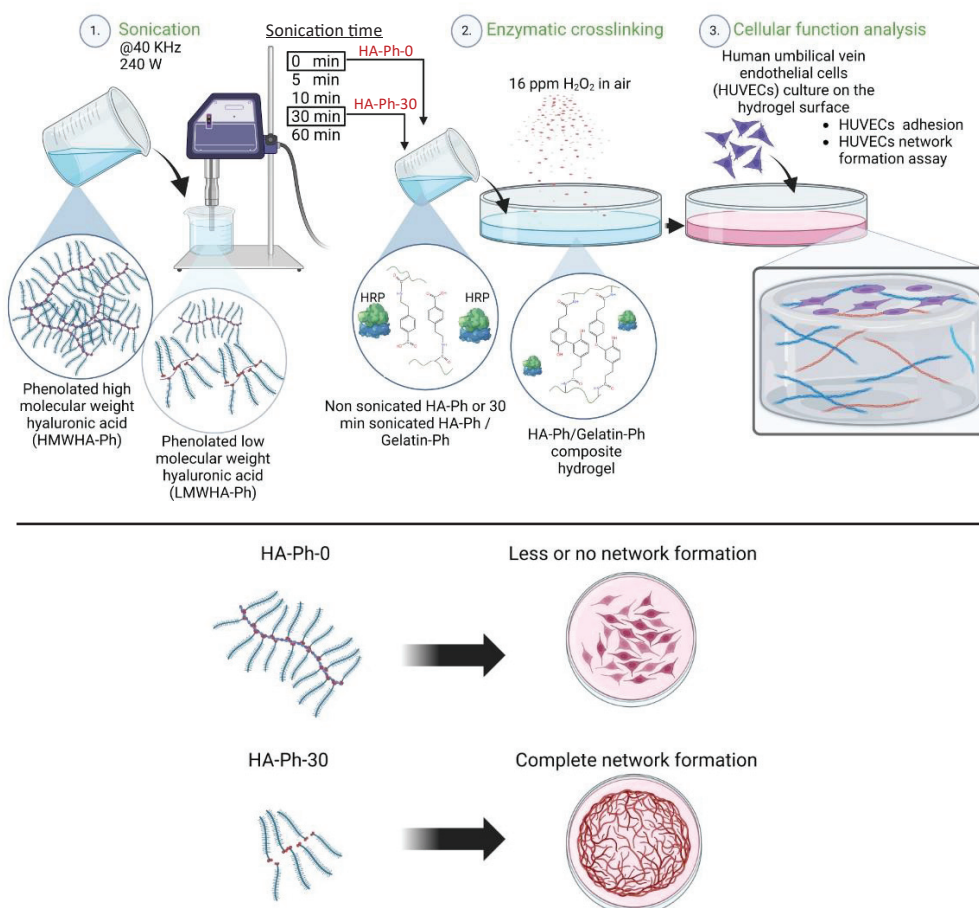 1. Sonication
@40 KHz
240 W
Sonication time
0 min
5 min
10 min
30 min
60 min
HA-Ph-0
HA-Ph-30
Phenolated high
molecular weight
hyaluronic acid
(HMWHA-Ph)
Phenolated low
molecular weight
hyaluronic acid
(LMWHA-Ph)
2. Enzymatic crosslinking
16 ppm H₂O₂ in air
HRP
HRP
Non sonicated HA-Ph or 30
min sonicated HA-Ph /
Gelatin-Ph
HA-Ph/Gelatin-Ph
composite
hydrogel
3. Cellular function analysis
Human umbilical vein
endothelial cells
(HUVECs) culture on the
hydrogel surface
• HUVECs adhesion
• HUVECs network
formation assay
HA-Ph-0
Less or no network formation
HA-Ph-30
Complete network formation